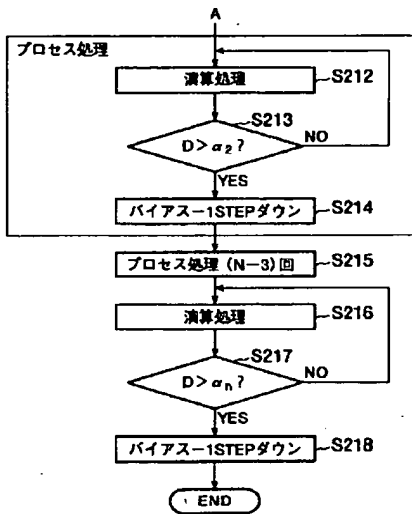 A
プロセス処理
演算処理
S212
S213
D>α2?
NO
YES
バイアス−1STEPダウン
S214
プロセス処理(N−3)回
S215
演算処理
S216
S217
D>αn?
NO
YES
バイアス−1STEPダウン
S218
END